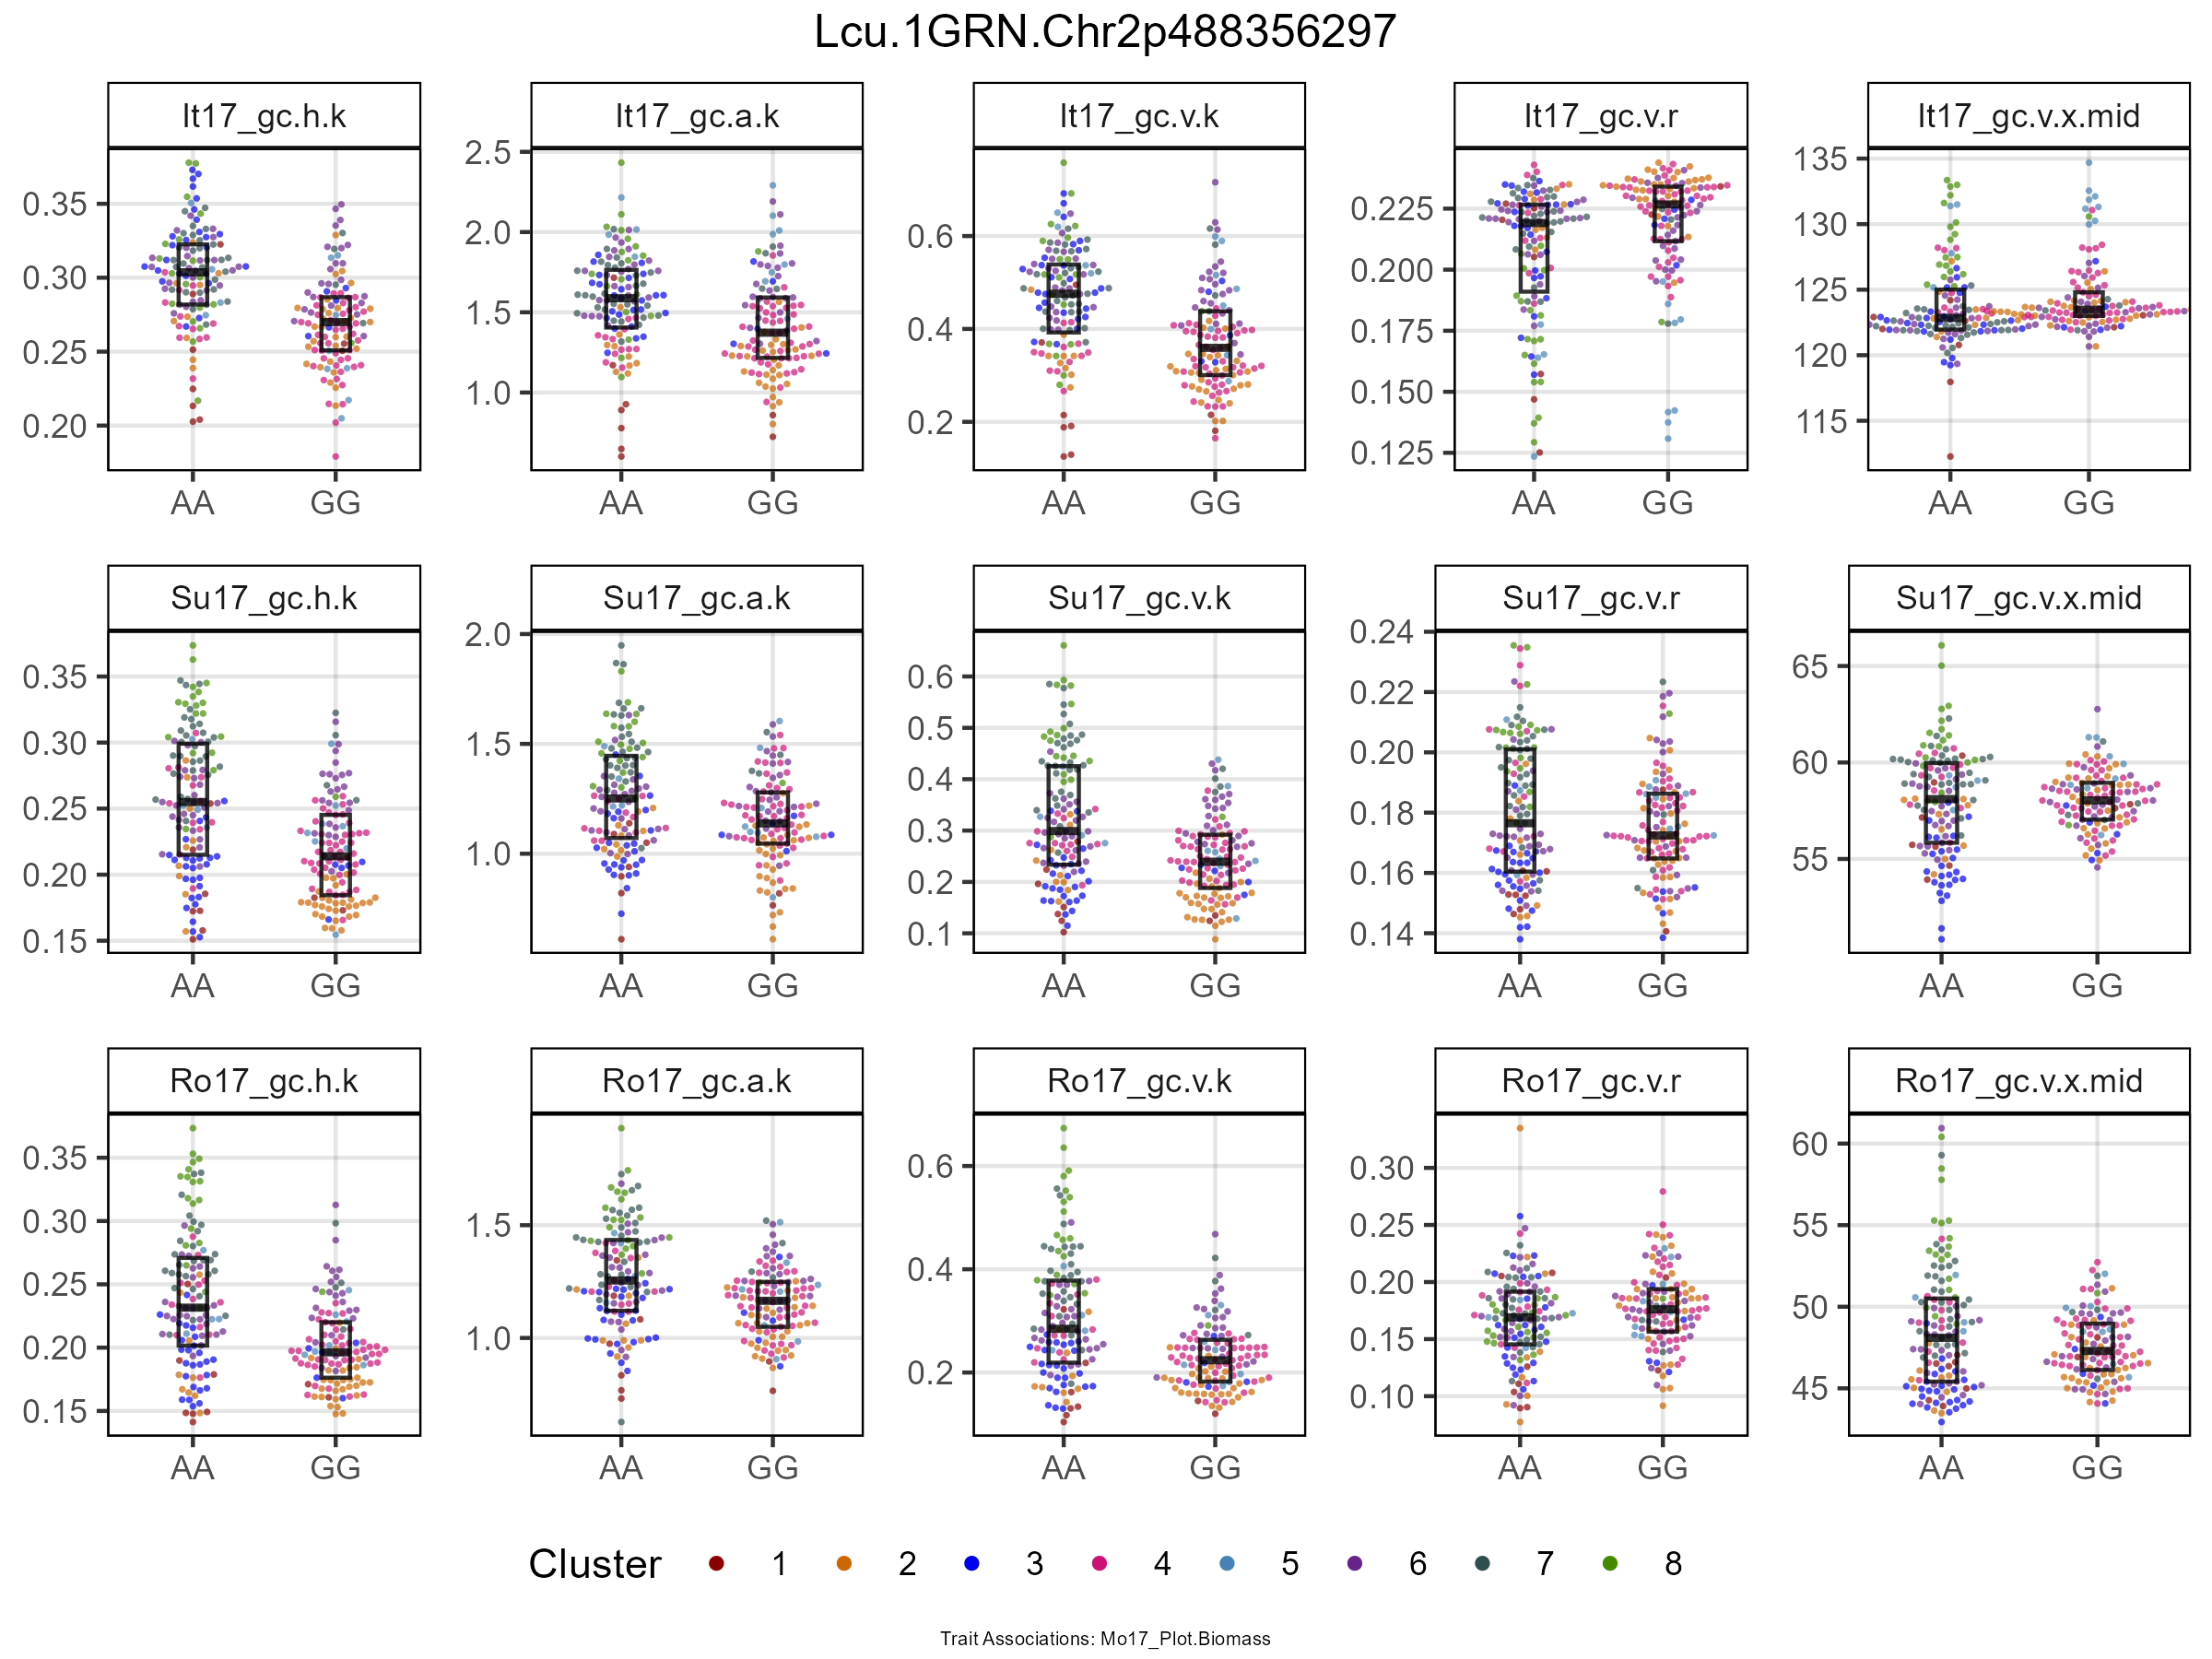 Lcu.1GRN.Chr2p488356297
It17_gc.h.k It17_gc.a.k It17_gc.v.k It17_gc.v.r It17_gc.v.x.mid
0.35 0.30 0.25 0.20
2.5 2.0 1.5 1.0
0.6 0.4 0.2
0.225 0.200 0.175 0.150 0.125
135 130 125 120 115
AA GG AA GG AA GG AA GG AA GG
Su17_gc.h.k Su17_gc.a.k Su17_gc.v.k Su17_gc.v.r Su17_gc.v.x.mid
0.35 0.30 0.25 0.20 0.15
2.0 1.5 1.0
0.6 0.5 0.4 0.3 0.2 0.1
0.24 0.22 0.20 0.18 0.16 0.14
65 60 55
AA GG AA GG AA GG AA GG AA GG
Ro17_gc.h.k Ro17_gc.a.k Ro17_gc.v.k Ro17_gc.v.r Ro17_gc.v.x.mid
0.35 0.30 0.25 0.20 0.15
1.5 1.0
0.6 0.4 0.2
0.30 0.25 0.20 0.15 0.10
60 55 50 45
AA GG AA GG AA GG AA GG AA GG
Cluster 1 2 3 4 5 6 7 8
Trait Associations: Mo17_Plot.Biomass